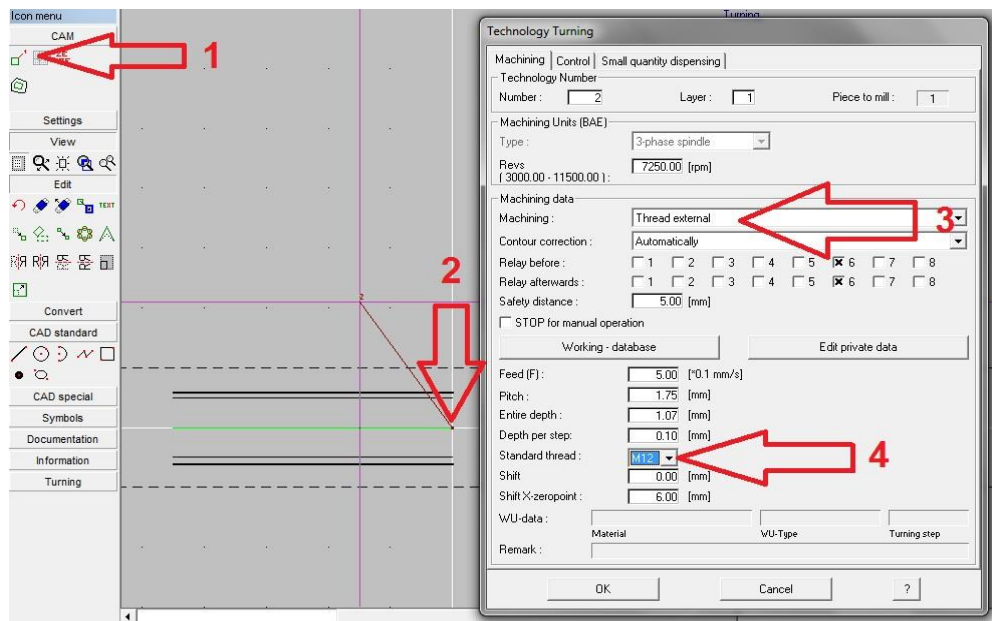 Icon menu
CAM
1
Settings
View
Edit
TEXT
Convert
CAD standard
CAD special
Symbols
Documentation
Information
Turning
2
Turning
Technology Turning
Machining Control Small quantity dispensing
Technology Number
Number : 2 Layer : 1 Piece to mill : 1
Machining Units (BAE)
Type : 3-phase spindle
Revs
( 3000.00 - 11500.00 ) : 7250.00 [rpm]
Machining data
Machining : Thread external 3
Contour correction : Automatically
Relay before : 1 2 3 4 5 6 7 8
Relay afterwards : 1 2 3 4 5 6 7 8
Safety distance : 5.00 [mm]
STOP for manual operation
Working - database Edit private data
Feed (F) : 5.00 [*0.1 mm/s]
Pitch : 1.75 [mm]
Entire depth : 1.07 [mm]
Depth per step: 0.10 [mm]
Standard thread : M12 4
Shift 0.00 [mm]
Shift X-zeropoint : 6.00 [mm]
WU-data :
Material WU-Type Turning step
Remark :
OK Cancel ?